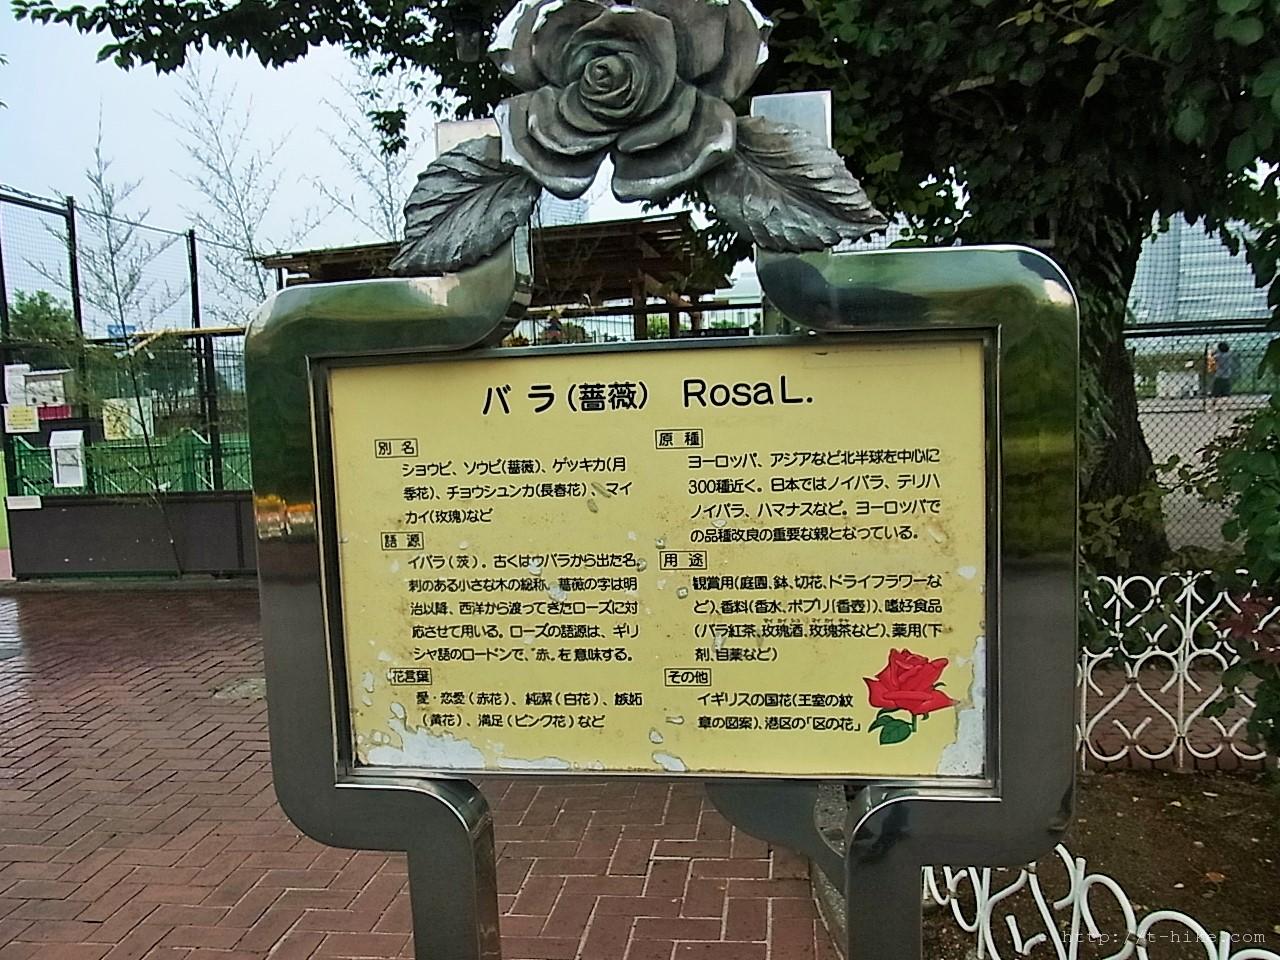 バラ(薔薇) Rosa L.
別名
ショウビ、ソウビ(薔薇)、ゲッキカ(月
季花)、チョウシュンカ(長春花)、マイ
カイ(玫瑰)など
語源
イバラ(茨)。古くはウバラから出た名。
刺のある小さな木の総称。薔薇の字は明
治以降、西洋から渡ってきたローズに対
応させて用いる。ローズの語源は、ギリ
シャ語のロードンで、"赤"を意味する。
花言葉
愛・恋愛(赤花)、純潔(白花)、嫉妬
(黄花)、満足(ピンク花)など
原種
ヨーロッパ、アジアなど北半球を中心に
300種近く。日本ではノイバラ、テリハ
ノイバラ、ハマナスなど。ヨーロッパで
の品種改良の重要な親となっている。
用途
観賞用(庭園、鉢、切花、ドライフラワーな
ど)、香料(香水、ポプリ(香壺))、嗜好食品
(バラ紅茶、玫瑰酒、玫瑰茶など)、薬用(下
剤、目薬など)
その他
イギリスの国花(王室の紋
章の図案)、港区の「区の花」
http://t-hike.com